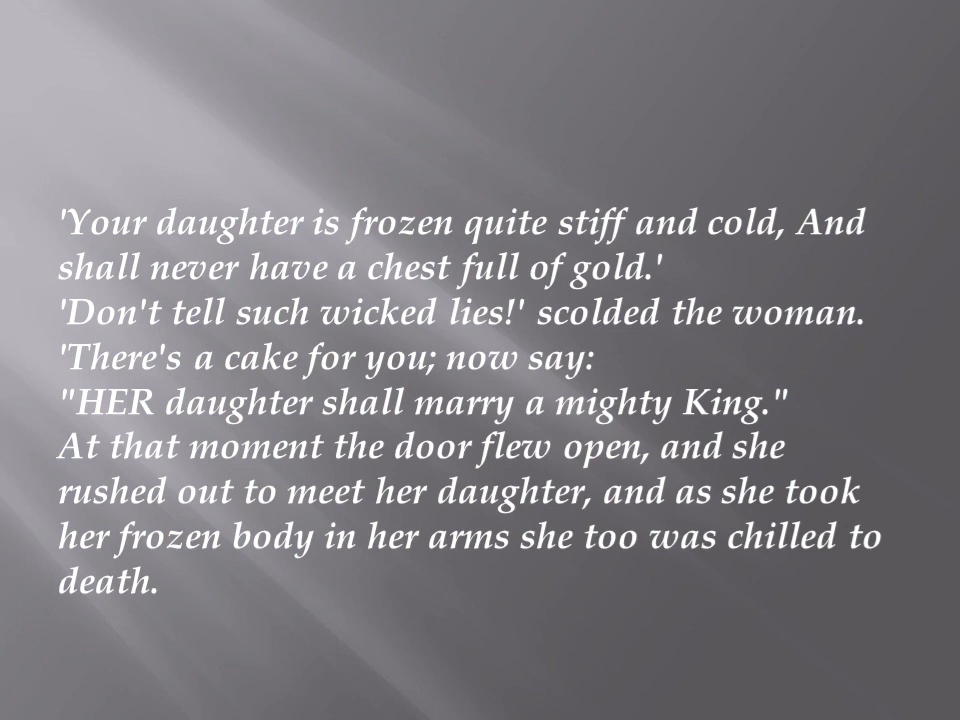 'Your daughter is frozen quite stiff and cold, And
shall never have a chest full of gold.'
'Don't tell such wicked lies!' scolded the woman.
'There's a cake for you; now say:
"HER daughter shall marry a mighty King."
At that moment the door flew open, and she
rushed out to meet her daughter, and as she took
her frozen body in her arms she too was chilled to
death.